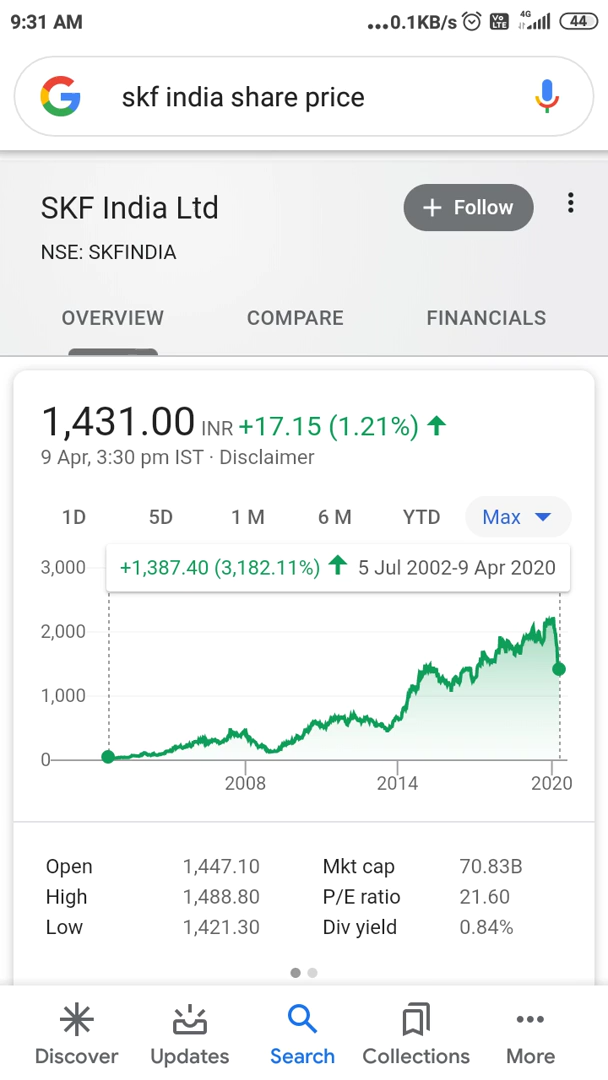 9:31 AM ...0.1KB/s Vo LTE 4G 44
skf india share price
SKF India Ltd
+ Follow
NSE: SKFINDIA
OVERVIEW COMPARE FINANCIALS
1,431.00 INR +17.15 (1.21%)
9 Apr, 3:30 pm IST · Disclaimer
1D 5D 1 M 6 M YTD Max
3,000 +1,387.40 (3,182.11%) 5 Jul 2002-9 Apr 2020
2,000
1,000
0
2008 2014 2020
Open 1,447.10 Mkt cap 70.83B
High 1,488.80 P/E ratio 21.60
Low 1,421.30 Div yield 0.84%
Discover Updates Search Collections More